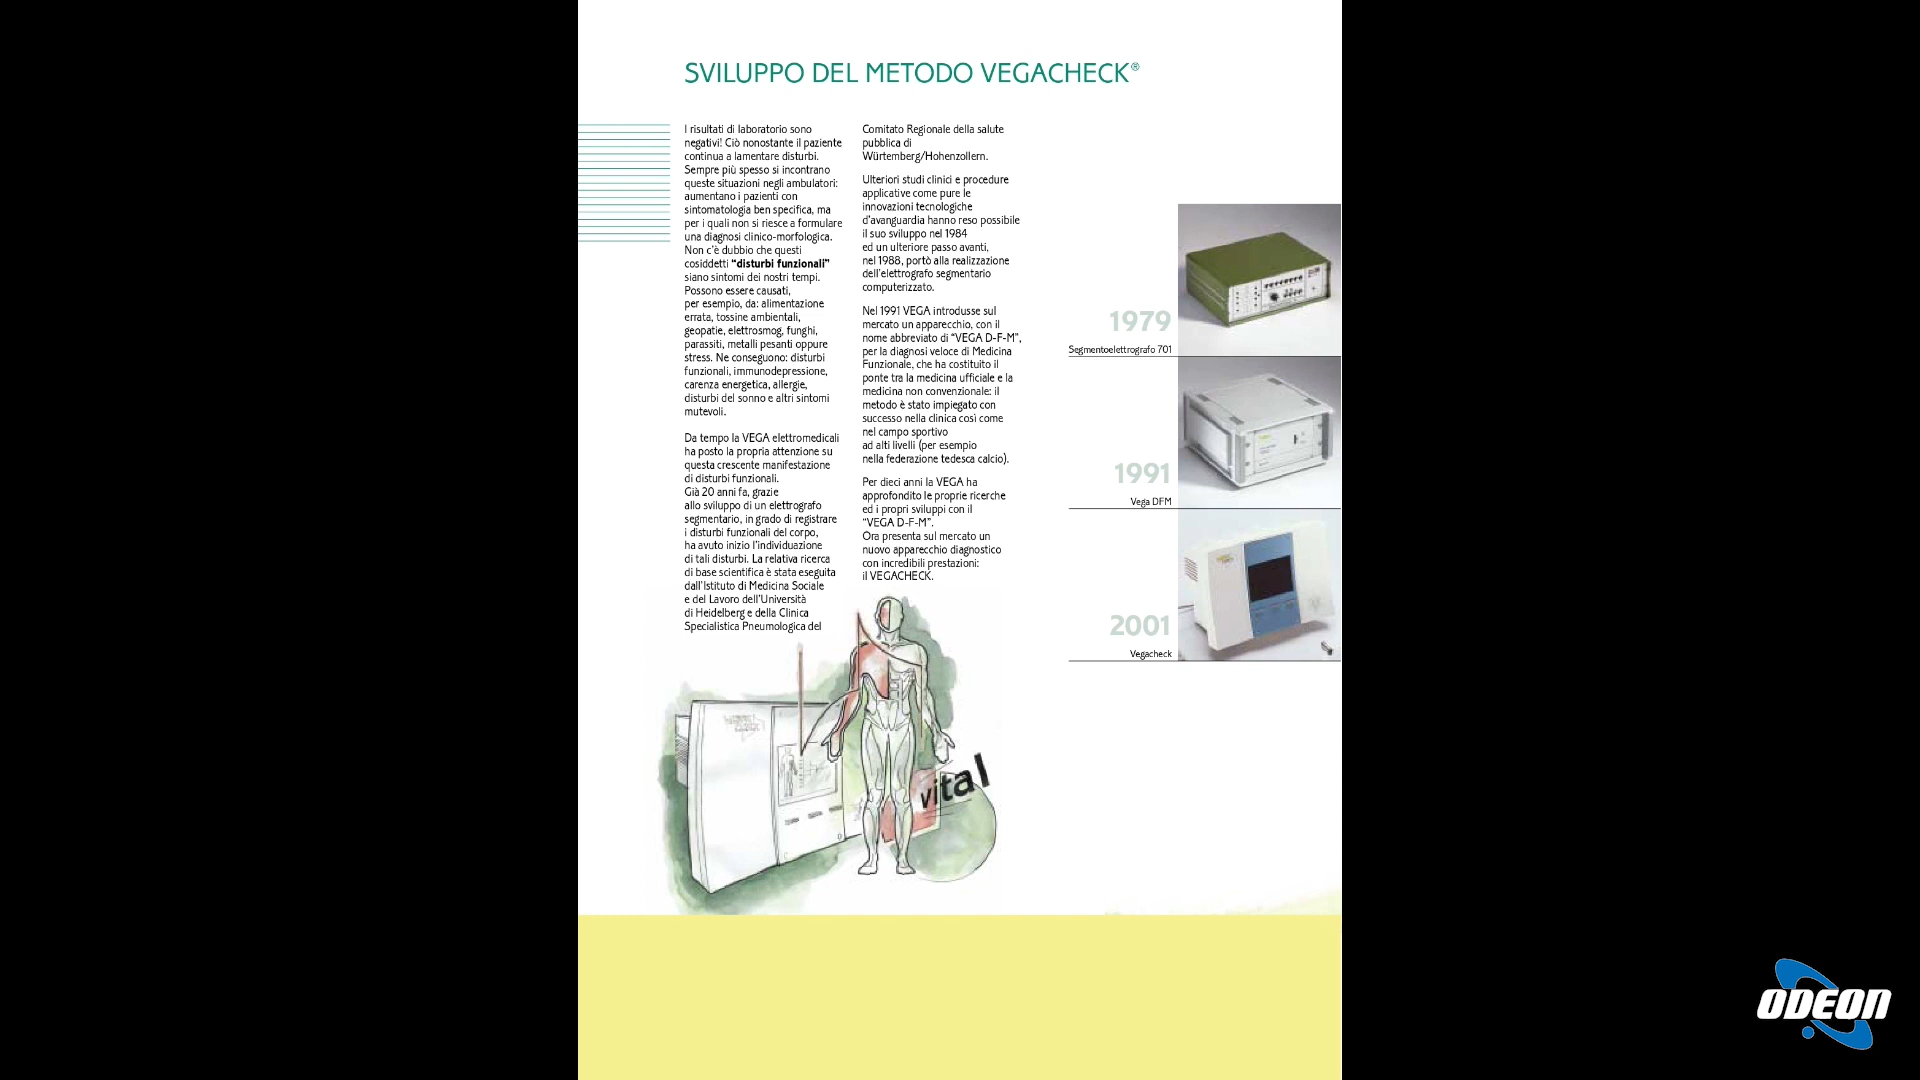 SVILUPPO DEL METODO VEGACHECK®
I risultati di laboratorio sono
negativi! Ciò nonostante il paziente
continua a lamentare disturbi.
Sempre più spesso si incontrano
queste situazioni negli ambulatori:
aumentano i pazienti con
sintomatologia ben specifica, ma
per i quali non si riesce a formulare
una diagnosi clinico-morfologica.
Non c'è dubbio che questi
cosiddetti “disturbi funzionali”
siano sintomi dei nostri tempi.
Possono essere causati,
per esempio, da: alimentazione
errata, tossine ambientali,
geopatie, elettrosmog, funghi,
parassiti, metalli pesanti oppure
stress. Ne conseguono: disturbi
funzionali, immunodepressione,
carenza energetica, allergie,
disturbi del sonno e altri sintomi
mutevoli.
Da tempo la VEGA elettromedicali
ha posto la propria attenzione su
questa crescente manifestazione
di disturbi funzionali.
Già 20 anni fa, grazie
allo sviluppo di un elettrografo
segmentario, in grado di registrare
i disturbi funzionali del corpo,
ha avuto inizio l'individuazione
di tali disturbi. La relativa ricerca
di base scientifica è stata eseguita
dall'Istituto di Medicina Sociale
e del Lavoro dell'Università
di Heidelberg e della Clinica
Specialistica Pneumologica del
Comitato Regionale della salute
pubblica di
Würtemberg/Hohenzollern.
Ulteriori studi clinici e procedure
applicative come pure le
innovazioni tecnologiche
d'avanguardia hanno reso possibile
il suo sviluppo nel 1984
ed un ulteriore passo avanti,
nel 1988, portò alla realizzazione
dell'elettrografo segmentario
computerizzato.
Nel 1991 VEGA introdusse sul
mercato un apparecchio, con il
nome abbreviato di “VEGA D-F-M”,
per la diagnosi veloce di Medicina
Funzionale, che ha costituito il
ponte tra la medicina ufficiale e la
medicina non convenzionale: il
metodo è stato impiegato con
successo nella clinica così come
nel campo sportivo
ad alti livelli (per esempio
nella federazione tedesca calcio).
Per dieci anni la VEGA ha
approfondito le proprie ricerche
ed i propri sviluppi con il
“VEGA D-F-M”.
Ora presenta sul mercato un
nuovo apparecchio diagnostico
con incredibili prestazioni:
il VEGACHECK.
1979
Segmentoelettrografo 701
1991
Vega DFM
2001
Vegacheck
vital
ODEON